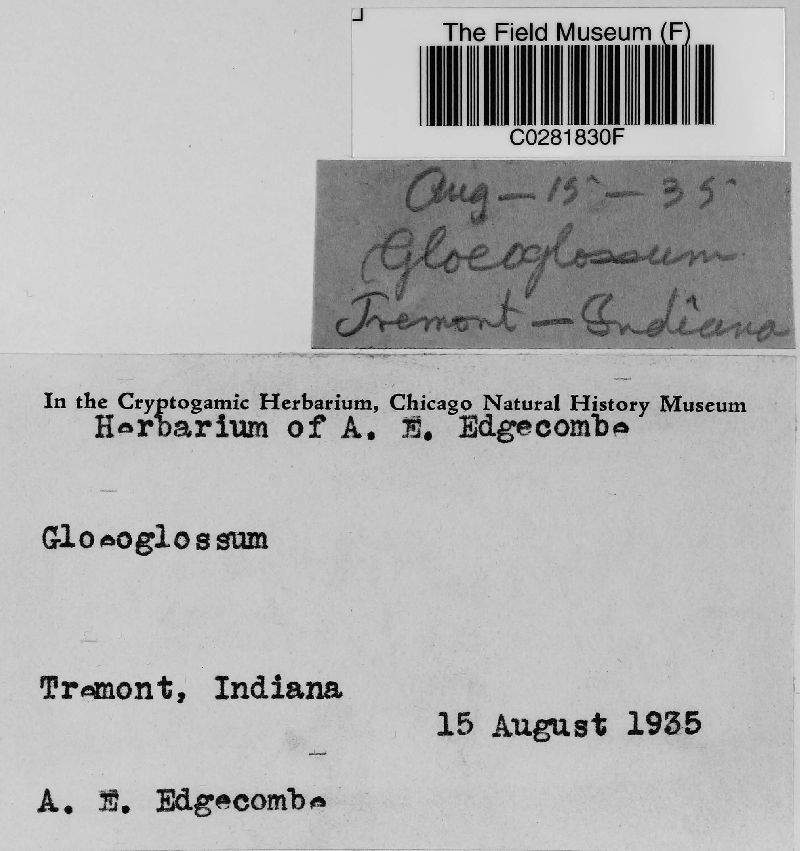 The Field Museum (F)
C0281830F
Aug - 15 - 35
Gloeoglossum
Tremont - Indiana
In the Cryptogamic Herbarium, Chicago Natural History Museum
Herbarium of A. E. Edgecombe
Gloeoglossum
Tremont, Indiana
15 August 1935
A. E. Edgecombe